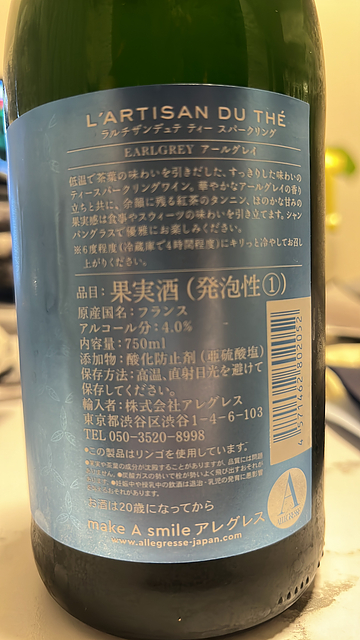 L'ARTISAN DU THÉ
ラルチザンデュテ ティー スパークリング
EARLGREY アールグレイ
低温で茶葉の味わいを引きだした、すっきりした味わいの
ティースパークリングワイン。華やかなアールグレイの香り
立ちと共に、余韻に残る紅茶のタンニン、ほのかな甘みの
果実感は食事やスウィーツの味わいを引き立てます。シャン
パングラスで優雅にお楽しみください。
※6度程度(冷蔵庫で4時間程度)にキリっと冷やしてお召し
上がりください。
品目:果実酒(発泡性①)
原産国名:フランス
アルコール分:4.0%
内容量:750ml
添加物:酸化防止剤(亜硫酸塩)
保存方法:高温、直射日光を避けて
保存してください。
輸入者:株式会社アレグレス
東京都渋谷区渋谷1-4-6-103
TEL 050-3520-8998
●この製品はリンゴを使用しています。
お酒は20歳になってから
make A smile アレグレス
www.allegresse-japan.com
4571462802052
A